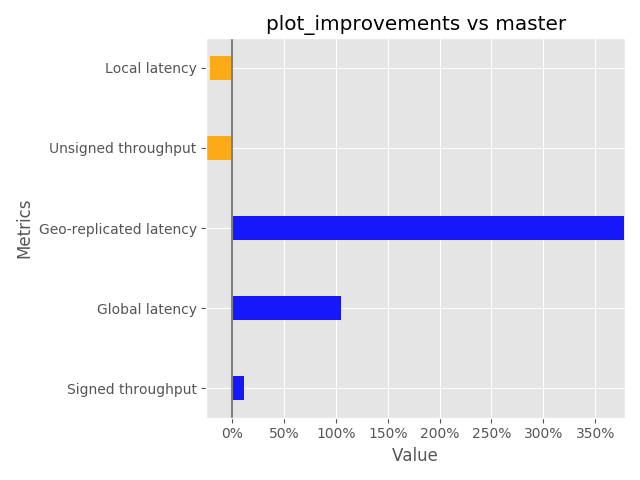 plot_improvements vs master
Local latency
Unsigned throughput
Geo-replicated latency
Global latency
Signed throughput
Metrics
0% 50% 100% 150% 200% 250% 300% 350%
Value